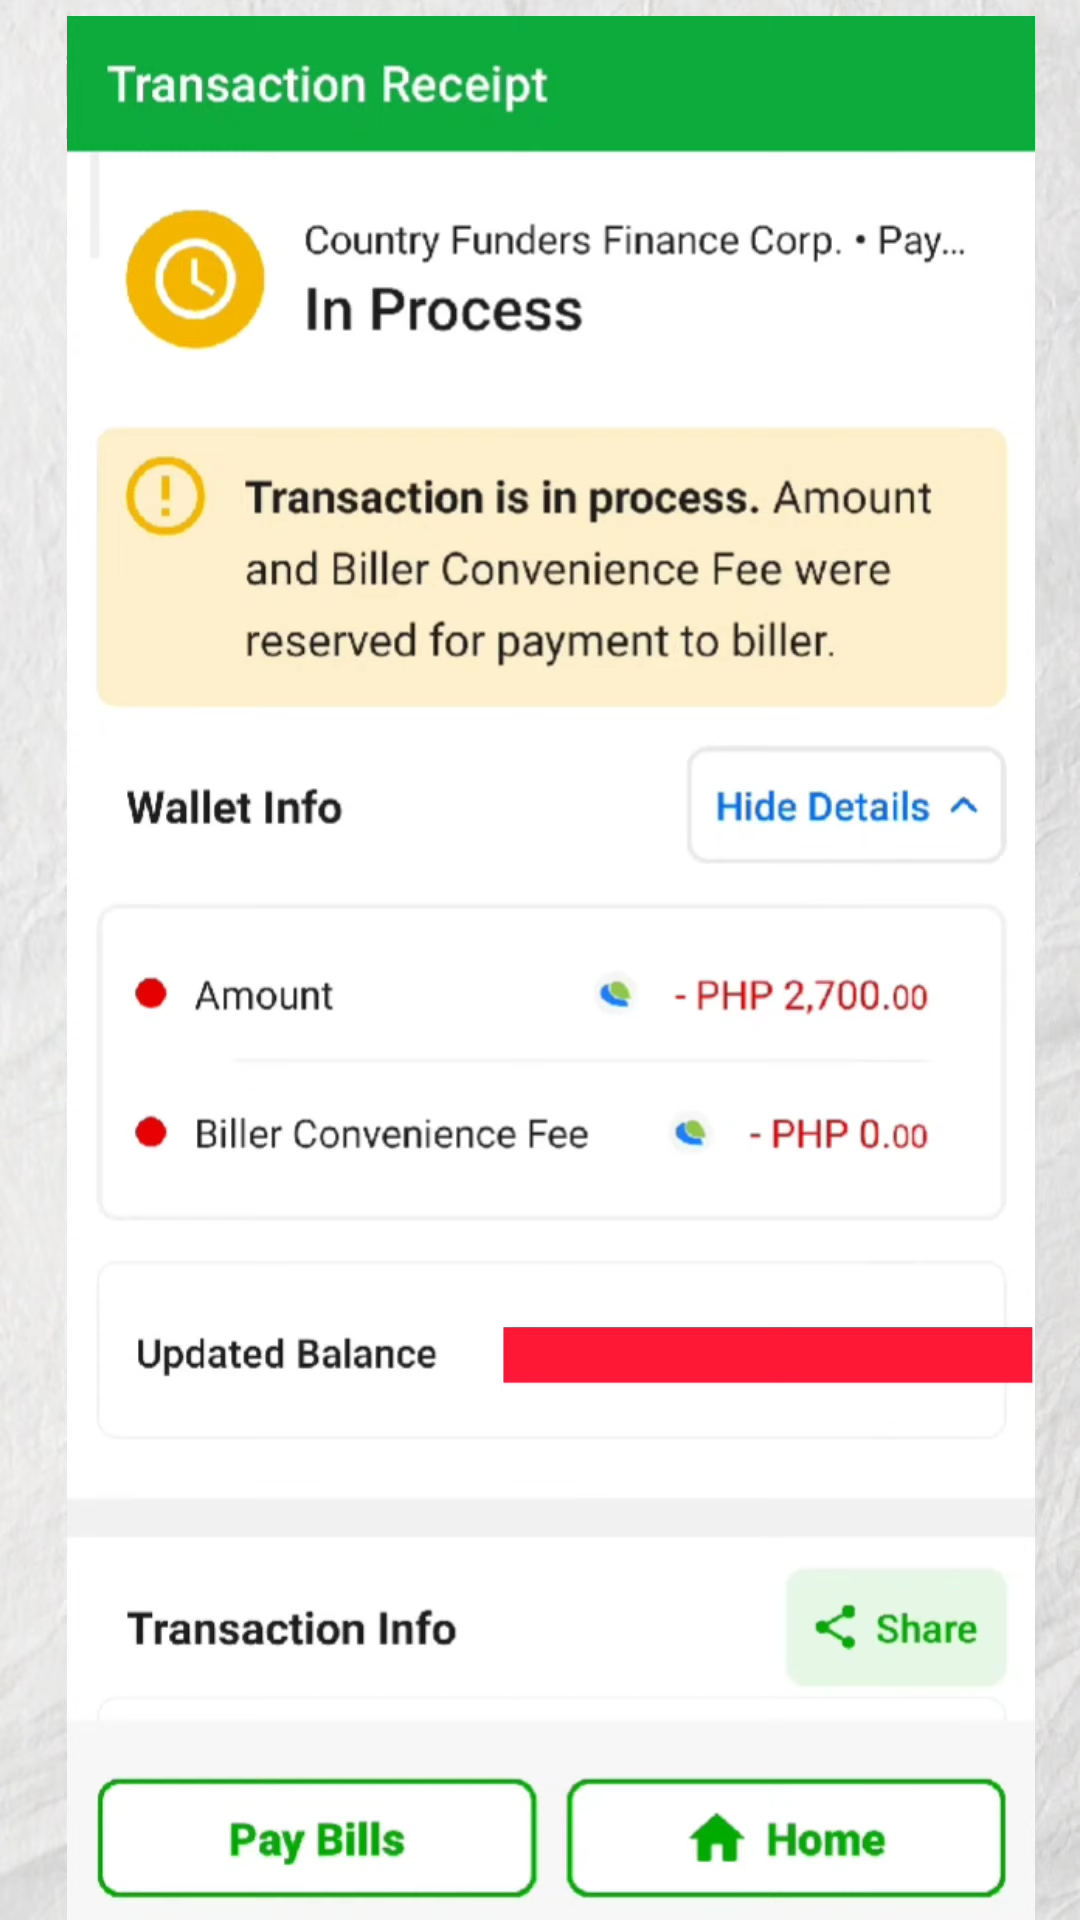 Transaction Receipt
Country Funders Finance Corp. • Pay...
In Process
Transaction is in process. Amount
and Biller Convenience Fee were
reserved for payment to biller.
Wallet Info
Hide Details
Amount - PHP 2,700.00
Biller Convenience Fee - PHP 0.00
Updated Balance
Transaction Info
Share
Pay Bills
Home